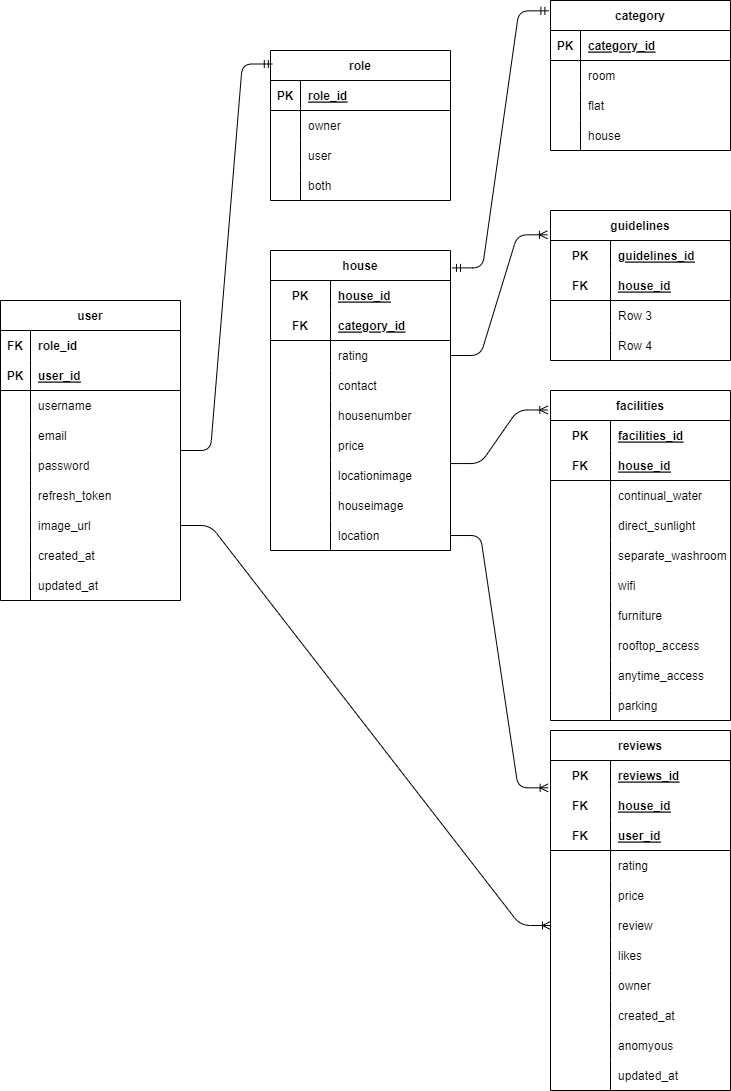 category
PK category_id
room
flat
house
role
PK role_id
owner
user
both
guidelines
PK guidelines_id
FK house_id
Row 3
Row 4
house
PK house_id
FK category_id
rating
contact
housenumber
price
locationimage
houseimage
location
user
FK role_id
PK user_id
username
email
password
refresh_token
image_url
created_at
updated_at
facilities
PK facilities_id
FK house_id
continual_water
direct_sunlight
separate_washroom
wifi
furniture
rooftop_access
anytime_access
parking
reviews
PK reviews_id
FK house_id
FK user_id
rating
price
review
likes
owner
created_at
anomyous
updated_at